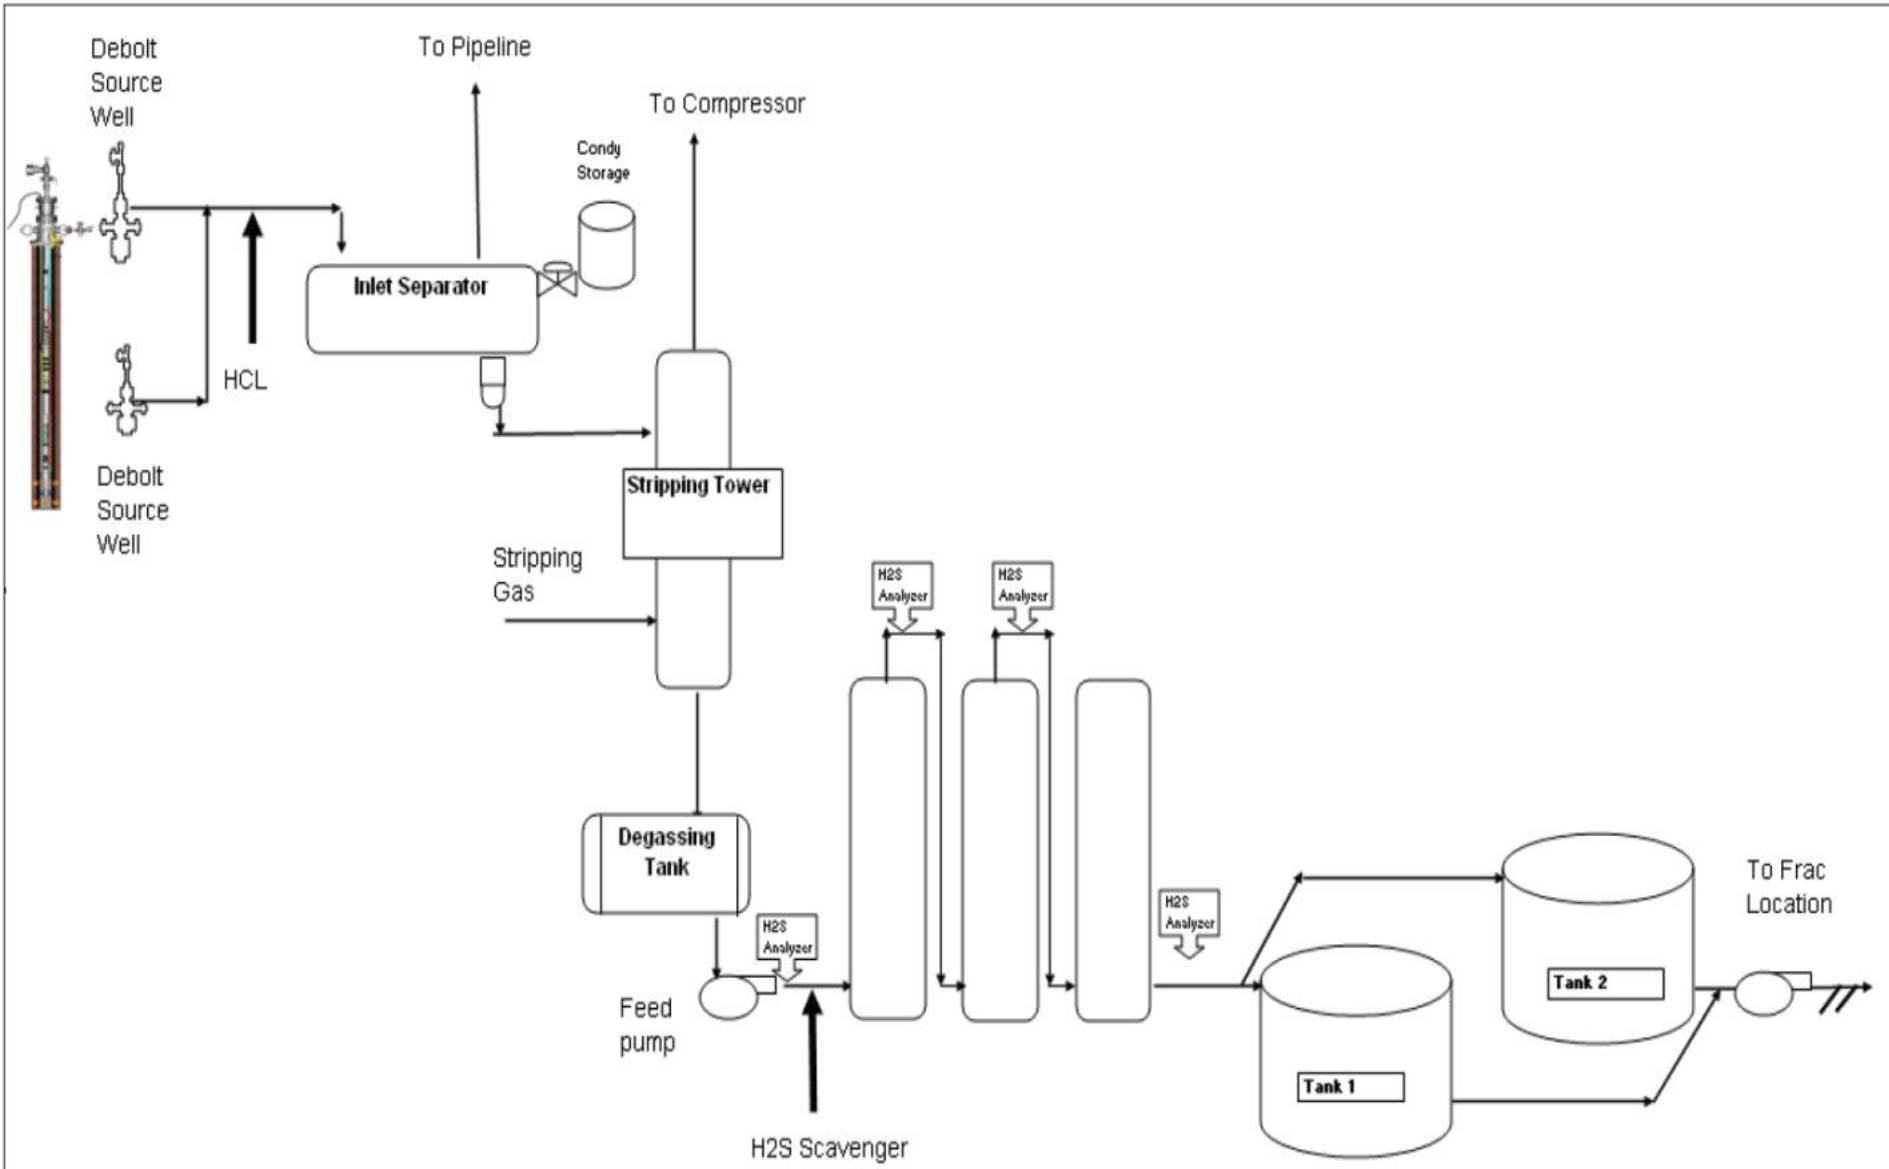 Debolt
Source
Well
To Pipeline
To Compressor
Condy
Storage
Inlet Separator
HCL
Debolt
Source
Well
Stripping Tower
Stripping
Gas
H2S
Analyzer
H2S
Analyzer
Degassing
Tank
H2S
Analyzer
Feed
pump
H2S Scavenger
H2S
Analyzer
Tank 1
Tank 2
To Frac
Location